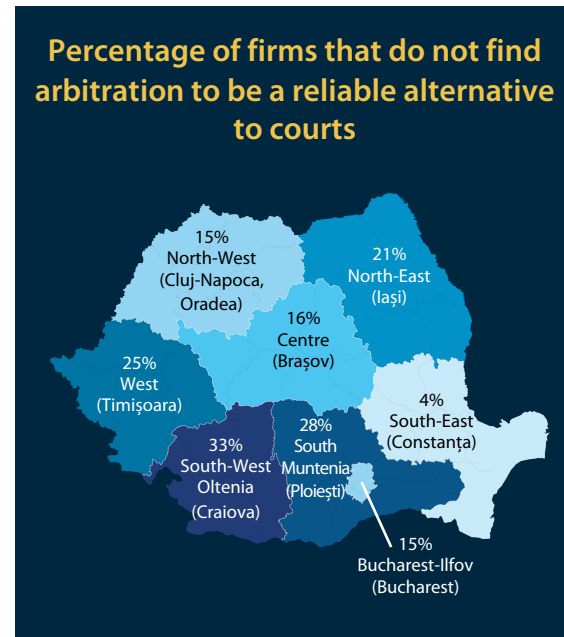 Percentage of firms that do not find
arbitration to be a reliable alternative
to courts
15%
North-West
(Cluj-Napoca,
Oradea)
21%
North-East
(Iași)
16%
Centre
(Brașov)
25%
West
(Timișoara)
4%
South-East
(Constanța)
33%
South-West
Oltenia
(Craiova)
28%
South
Muntenia
(Ploiești)
15%
Bucharest-Ilfov
(Bucharest)